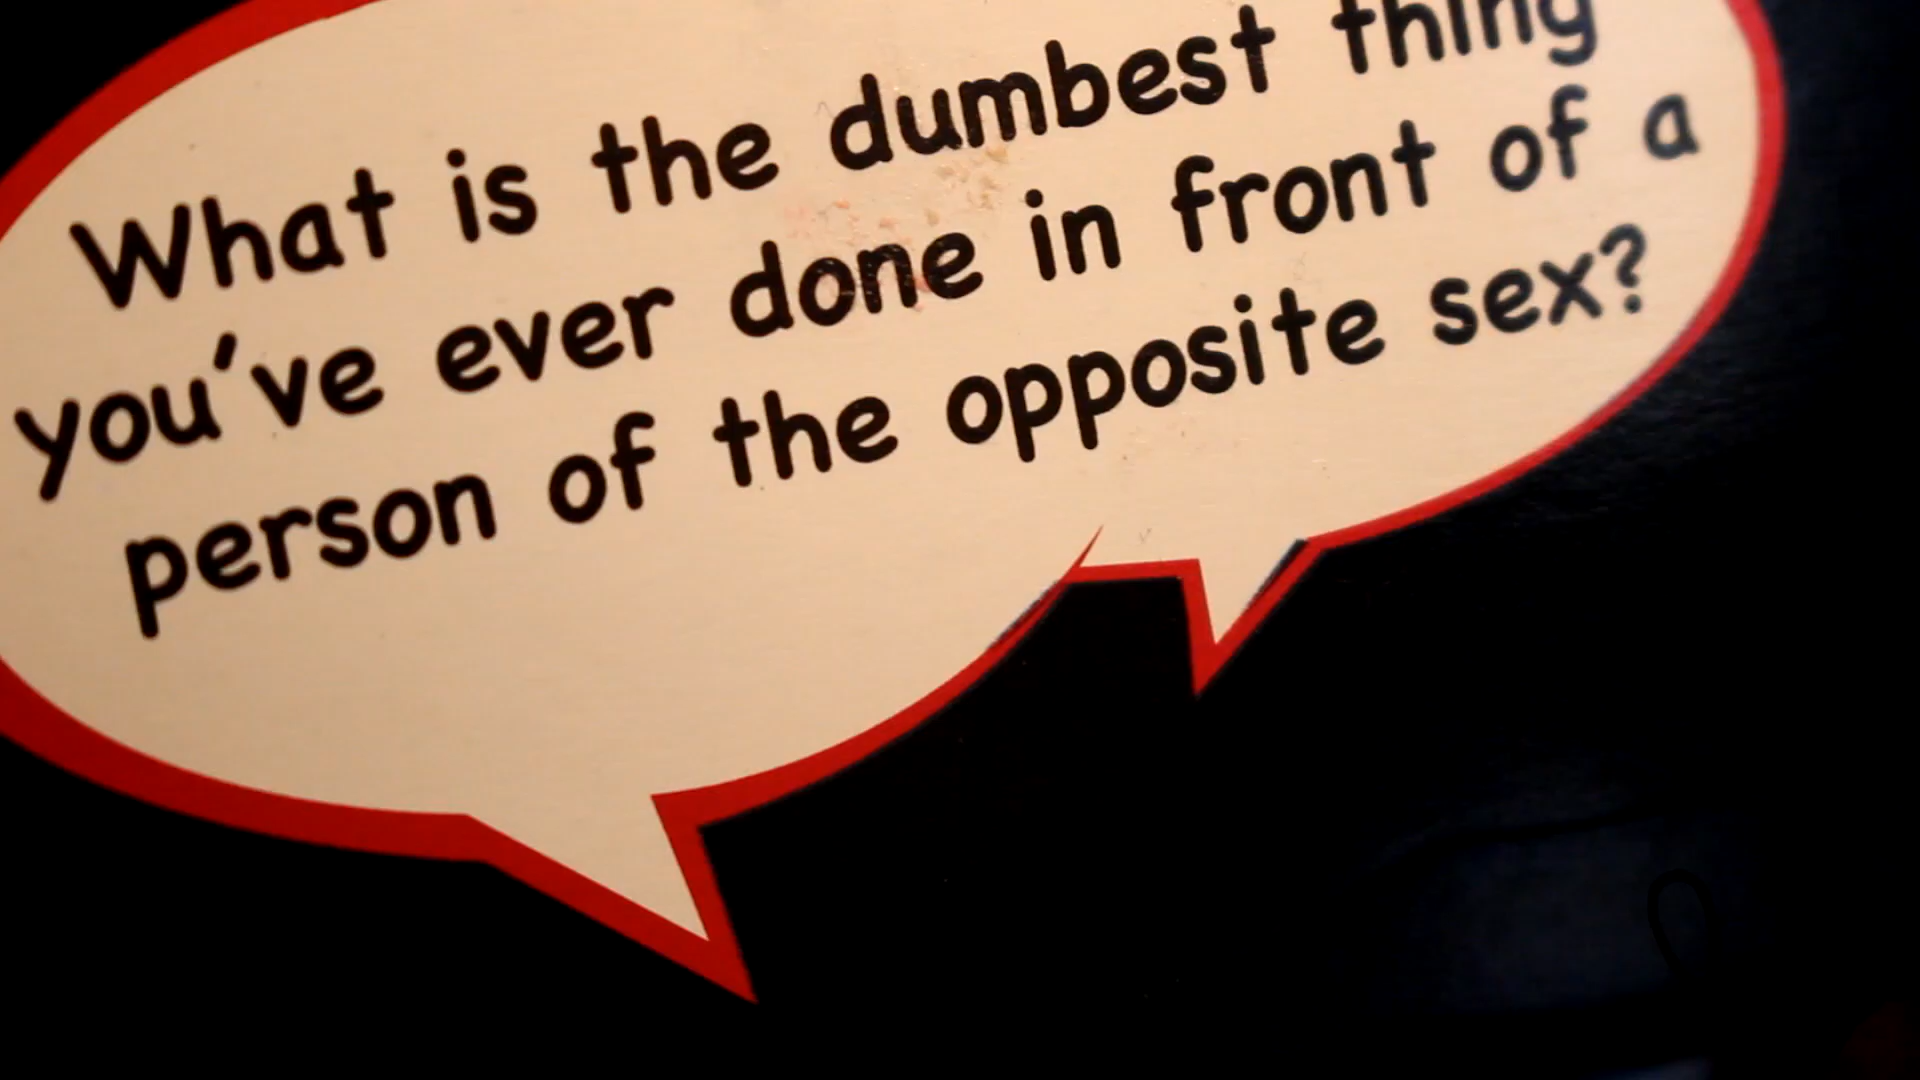 What is the dumbest thing
you've ever done in front of a
person of the opposite sex?